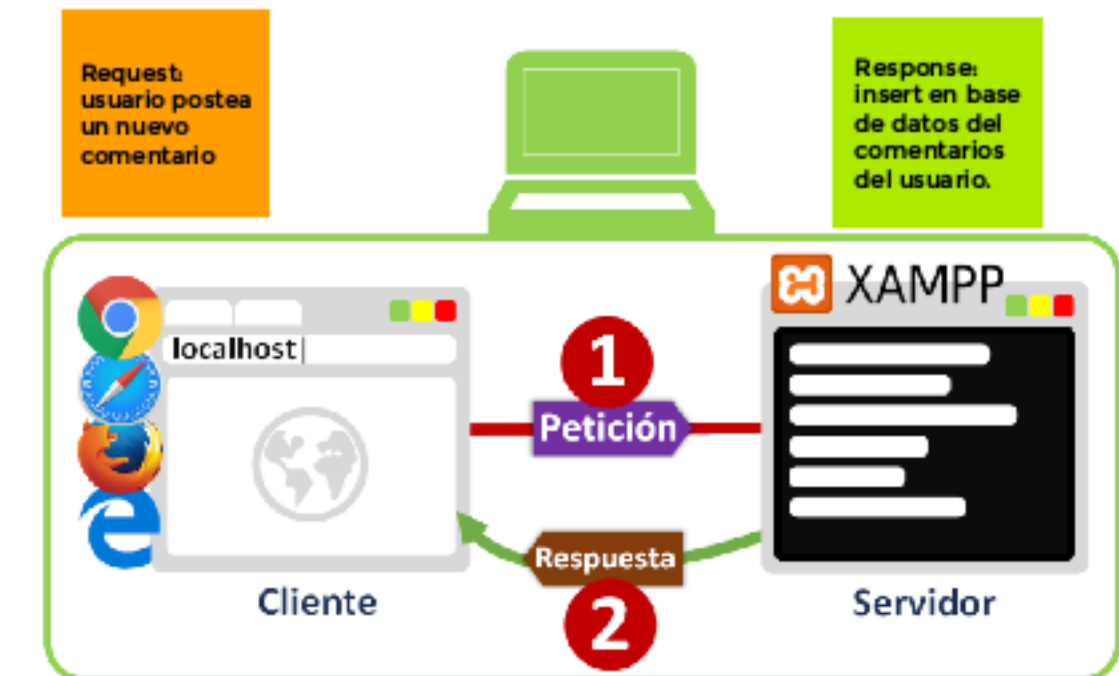 Request:
usuario postea
un nuevo
comentario
Response:
insert en base
de datos del
comentarios
del usuario.
XAMPP
localhost
1
Petición
Respuesta
2
Cliente
Servidor